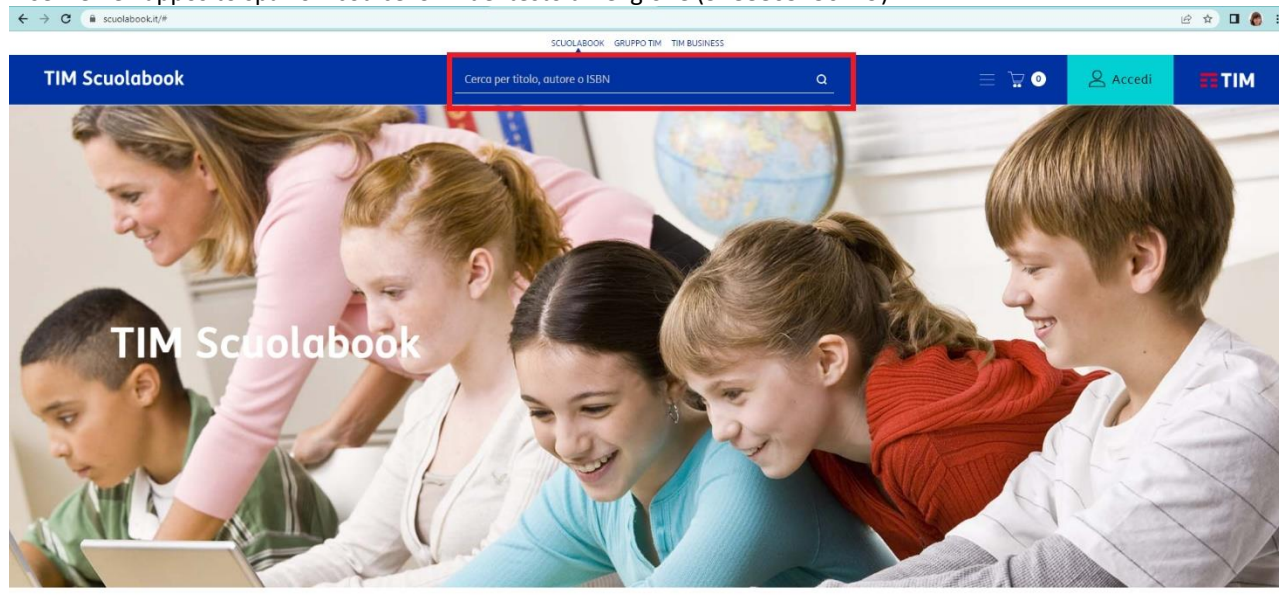 scuolabook.it/#
SCUOLABOOK GRUPPO TIM TIM BUSINESS
TIM Scuolabook
Cerca per titolo, autore o ISBN
0
Accedi
TIM
TIM Scuolabook